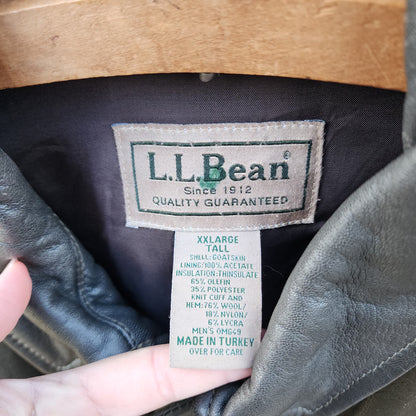 L.L.Bean®
Since 1912
QUALITY GUARANTEED
XXLARGE
TALL
SHELL: GOATSKIN
LINING: 100% ACETATE
INSULATION: THINSULATE
65% OLEFIN
35% POLYESTER
KNIT CUFF AND
HEM: 76% WOOL/
18% NYLON/
6% LYCRA
MEN'S OMG49
MADE IN TURKEY
OVER FOR CARE